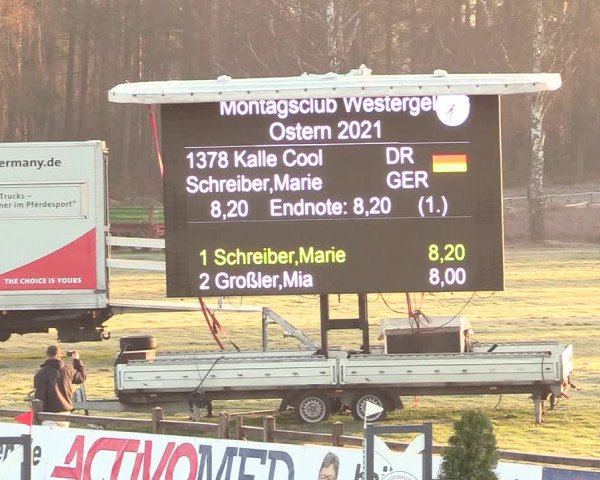 Montagsclub Westergel
Ostern 2021
1378 Kalle Cool DR
Schreiber,Marie GER
8,20 Endnote: 8,20 (1.)
1 Schreiber,Marie 8,20
2 Großler,Mia 8,00
ermany.de
Trucks –
ner im Pferdesport"
THE CHOICE IS YOURS
ACTIVOMED